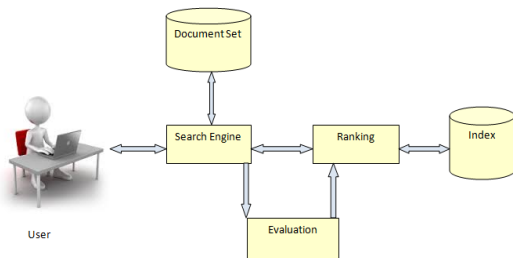 Document Set
Search Engine
Ranking
Index
Evaluation
User